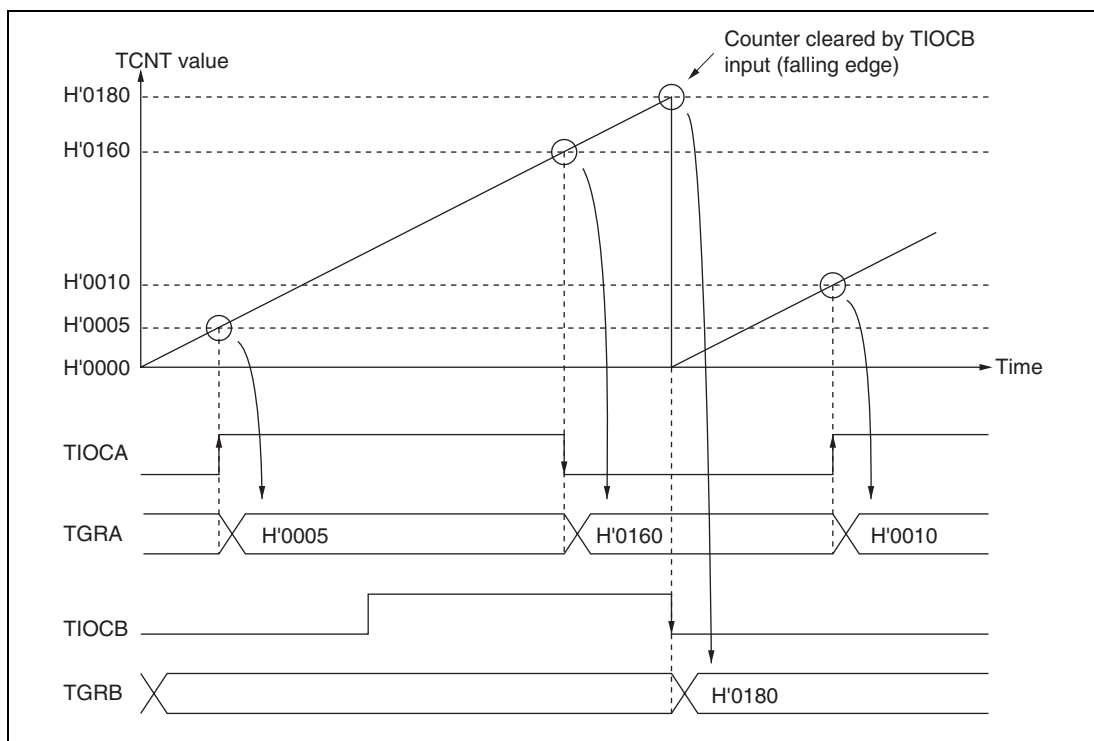 Counter cleared by TIOCB
input (falling edge)
TCNT value
H'0180
H'0160
H'0010
H'0005
H'0000
Time
TIOCA
TGRA
H'0005
H'0160
H'0010
TIOCB
TGRB
H'0180